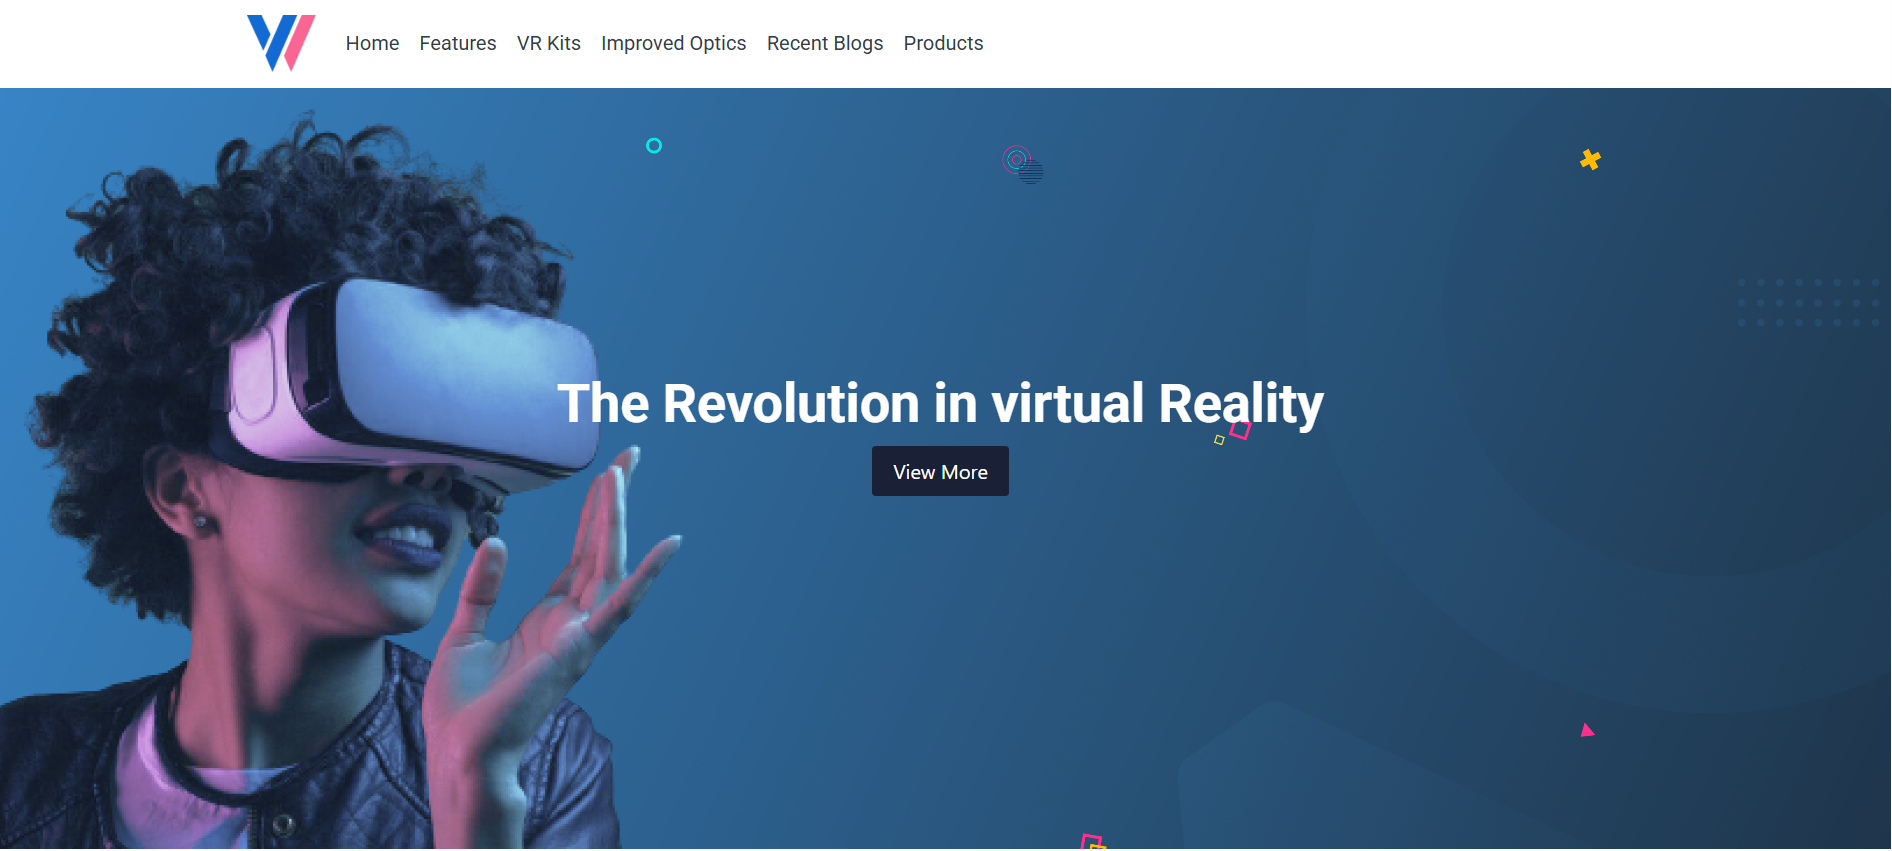 Home Features VR Kits Improved Optics Recent Blogs Products
The Revolution in virtual Reality
View More